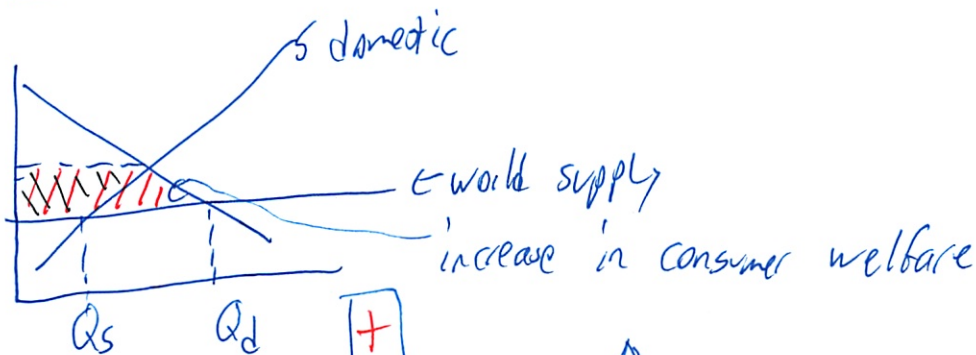 S domestic
← world supply
increase in consumer welfare
Qs Qd +